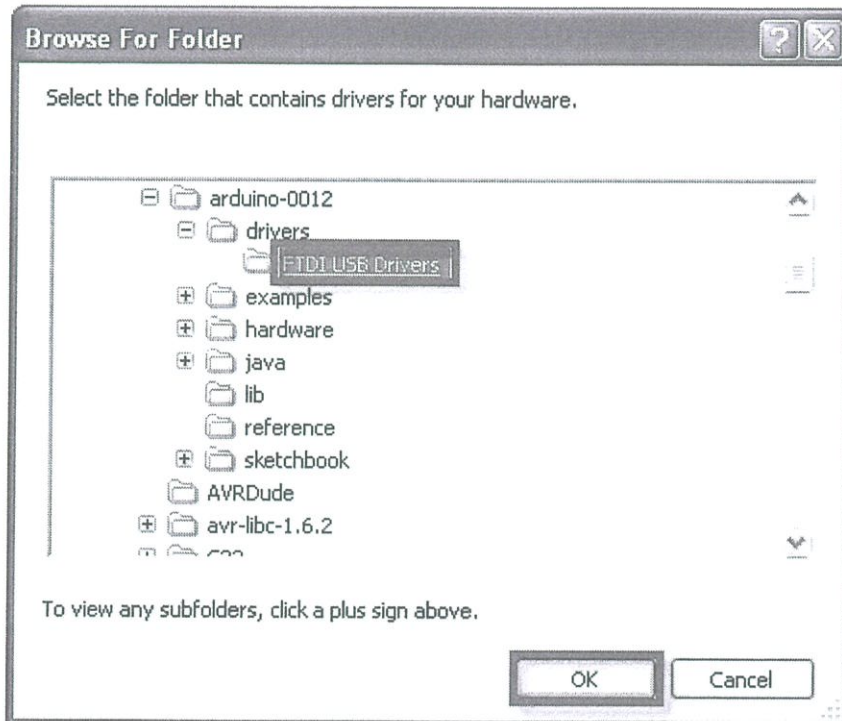 Browse For Folder
Select the folder that contains drivers for your hardware.
arduino-0012
drivers
FTDI USB Drivers
examples
hardware
java
lib
reference
sketchbook
AVRDude
avr-libc-1.6.2
To view any subfolders, click a plus sign above.
OK
Cancel